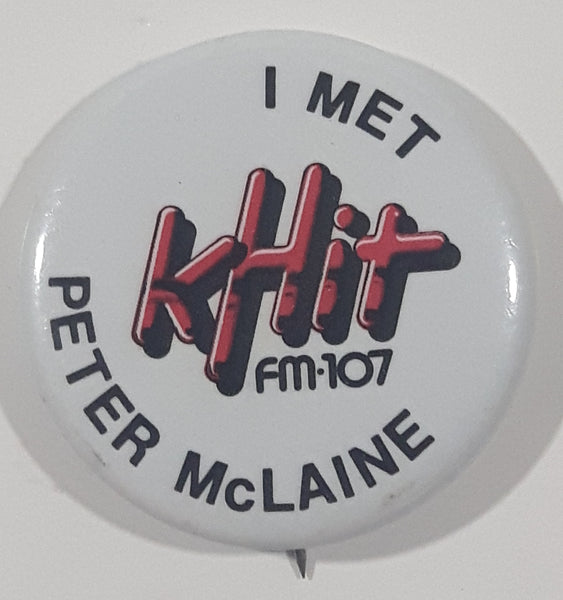 I MET
KHit
FM·107
PETER McLAINE